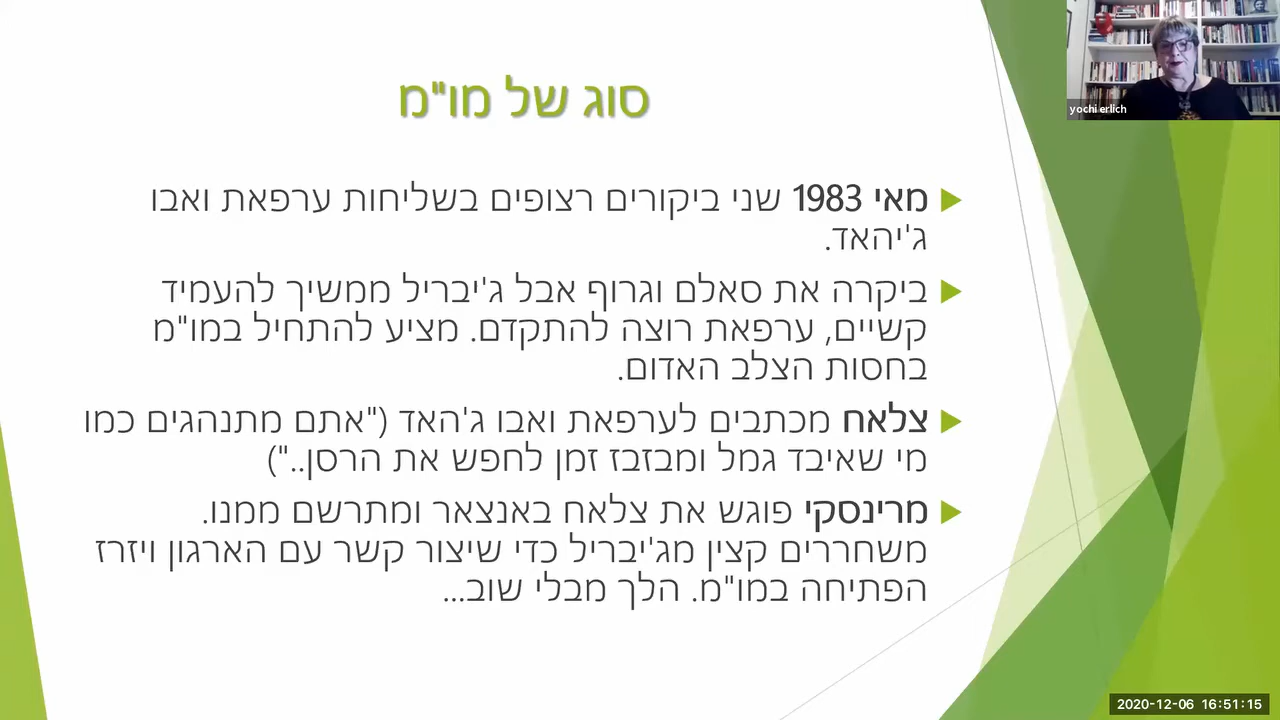 סוג של מו"מ
yochi erlich
מאי 1983 שני ביקורים רצופים בשליחות ערפאת ואבו
ג'יהאד.
ביקרה את סאלם וגרוף אבל ג'יבריל ממשיך להעמיד
קשיים, ערפאת רוצה להתקדם. מציע להתחיל במו"מ
בחסות הצלב האדום.
צלאח מכתבים לערפאת ואבו ג'האד ("אתם מתנהגים כמו
מי שאיבד גמל ומבזבז זמן לחפש את הרסן..")
מרינסקי פוגש את צלאח באנצאר ומתרשם ממנו.
משחררים קצין מג'יבריל כדי שיצור קשר עם הארגון ויזרז
הפתיחה במו"מ. הלך מבלי שוב...
2020-12-06 16:51:15